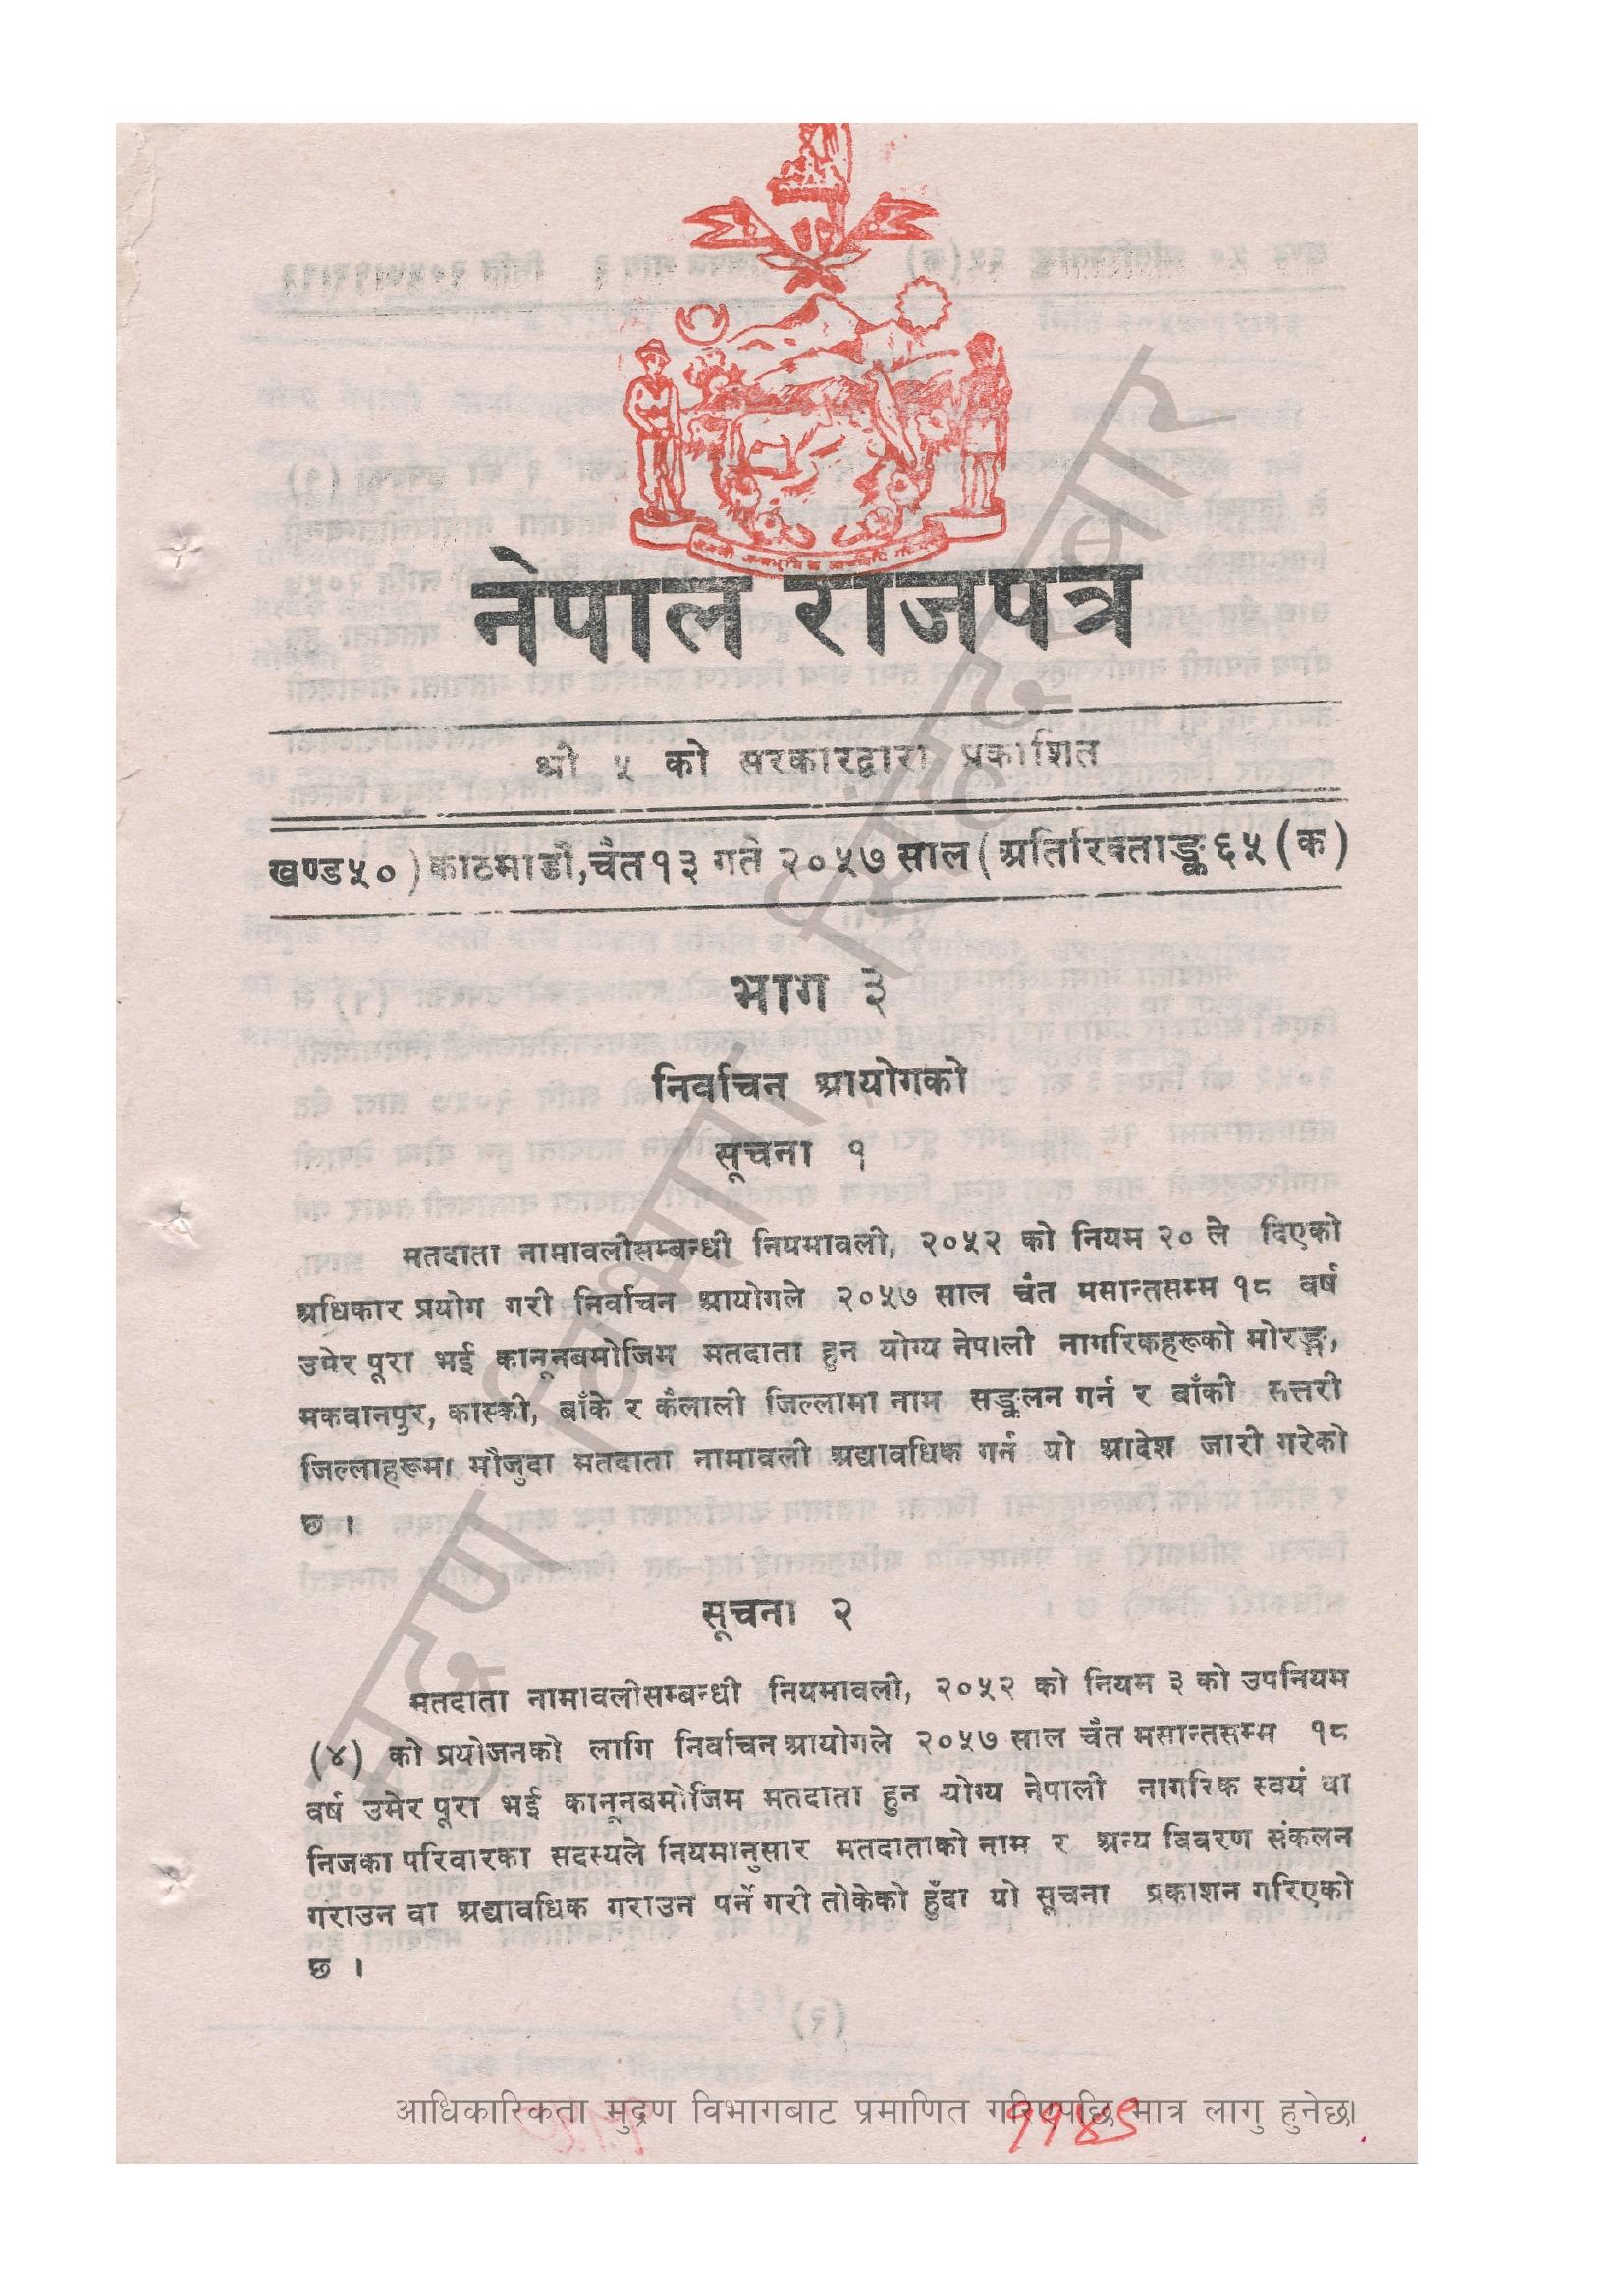 नेपाल राजपत्र
श्री ५ को सरकारद्वारा प्रकाशित
खण्ड५०) काठमाडौं, चैत १३ गते २०५७ साल (अतिरिक्ताङ्क ६५ (क)
भाग ३
निर्वाचन आयोगको
सूचना १
मतदाता नामावलीसम्बन्धी नियमावली, २०५२ को नियम २० ले दिएको
अधिकार प्रयोग गरी निर्वाचन आयोगले २०५७ साल चैत मसान्तसम्म १८ वर्ष
उमेर पूरा भई कानूनबमोजिम मतदाता हुन योग्य नेपाली नागरिकहरूको मोरङ्ग,
मकवानपुर, कास्की, बाँके र कैलाली जिल्लामा नाम सङ्कलन गर्न र बाँकी सत्तरी
जिल्लाहरूमा मौजुदा मतदाता नामावली अद्यावधिक गर्न यो आदेश जारी गरेको
छ ।
सूचना २
मतदाता नामावलीसम्बन्धी नियमावली, २०५२ को नियम ३ को उपनियम
(४) को प्रयोजनको लागि निर्वाचन आयोगले २०५७ साल चैत मसान्तसम्म १८
वर्ष उमेर पूरा भई कानूनबमोजिम मतदाता हुन योग्य नेपाली नागरिक स्वयं वा
निजका परिवारका सदस्यले नियमानुसार मतदाताको नाम र अन्य विवरण संकलन
गराउन वा अद्यावधिक गराउन पर्ने गरी तोकेको हुँदा यो सूचना प्रकाशन गरिएको
छ ।
मुद्रण विभाग, सिंहदरबार
आधिकारिकता मुद्रण विभागबाट प्रमाणित गरिएपछि मात्र लागु हुनेछ।